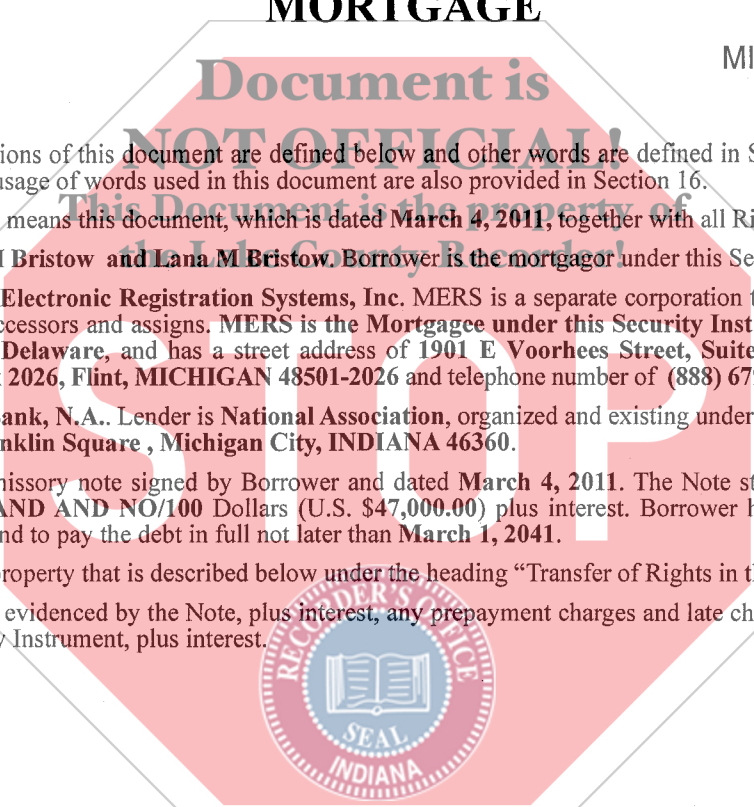 MORTGAGE
MI
Document is
NOT OFFICIAL!
This Document is the property of
the Lake County Recorder!
ions of this document are defined below and other words are defined in S
usage of words used in this document are also provided in Section 16.
means this document, which is dated March 4, 2011, together with all Ri
Bristow and Lana M Bristow. Borrower is the mortgagor under this Se
Electronic Registration Systems, Inc. MERS is a separate corporation t
ccessors and assigns. MERS is the Mortgagee under this Security Inst
Delaware, and has a street address of 1901 E Voorhees Street, Suite
2026, Flint, MICHIGAN 48501-2026 and telephone number of (888) 679
ank, N.A.. Lender is National Association, organized and existing under
nklin Square , Michigan City, INDIANA 46360.
missory note signed by Borrower and dated March 4, 2011. The Note st
AND AND NO/100 Dollars (U.S. $47,000.00) plus interest. Borrower h
nd to pay the debt in full not later than March 1, 2041.
roperty that is described below under the heading “Transfer of Rights in th
evidenced by the Note, plus interest, any prepayment charges and late ch
y Instrument, plus interest.
STOP
RECORDER'S OFFICE
SEAL
INDIANA